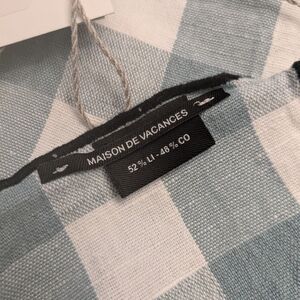 MAISON DE VACANCES
52 % LI - 48 % CO